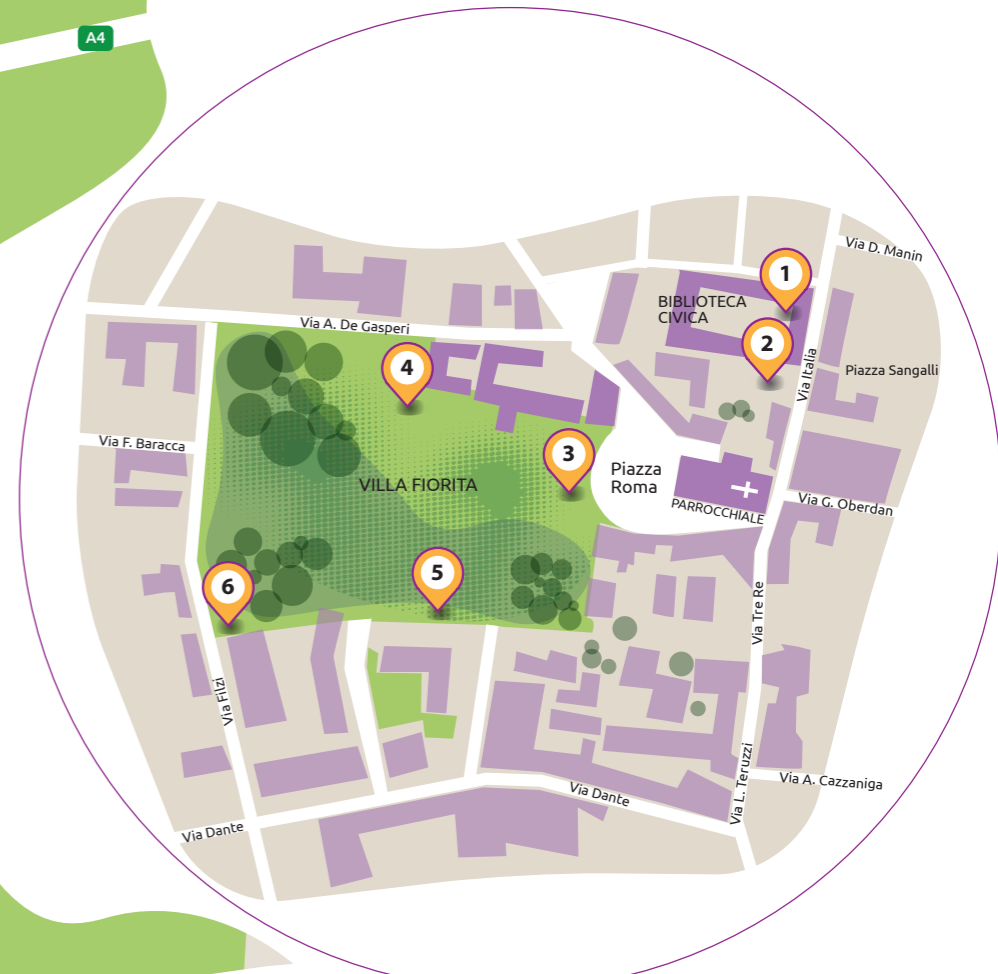 A4
Via D. Manin
1
BIBLIOTECA
CIVICA
2
Via A. De Gasperi
Via Italia
4
Piazza Sangalli
Via F. Baracca
3
Piazza
Roma
VILLA FIORITA
PARROCCHIALE
Via G. Oberdan
5
6
Via Tre Re
Via Filzi
Via L. Teruzzi
Via A. Cazzaniga
Via Dante
Via Dante